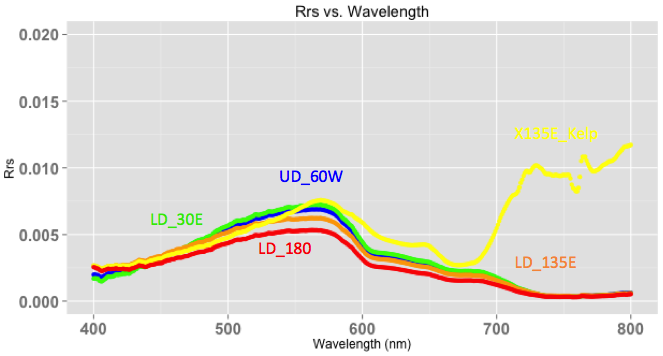 Rrs vs. Wavelength
0.020
0.015
X135E_Kelp
0.010
Rrs
UD_60W
LD_30E
0.005
LD_180
LD_135E
0.000
400 500 600 700 800
Wavelength (nm)